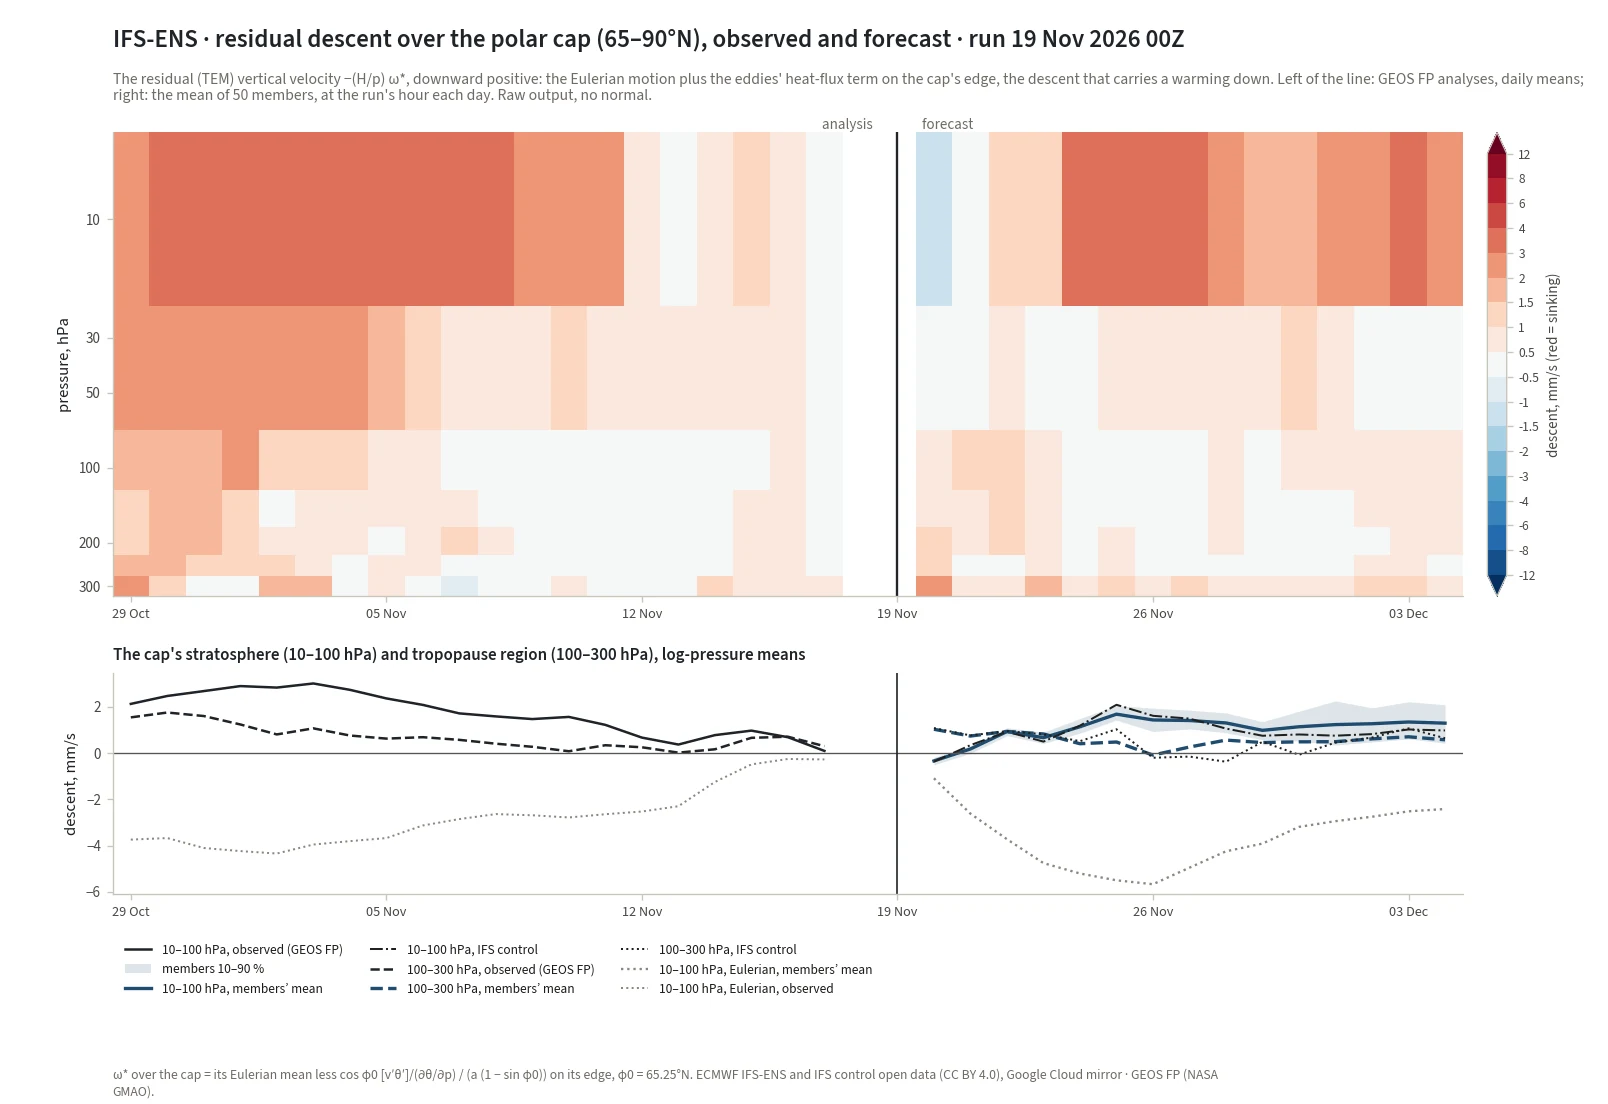 IFS-ENS · residual descent over the polar cap (65–90°N), observed and forecast · run 19 Nov 2026 00Z
The residual (TEM) vertical velocity −(H/p) ω*, downward positive: the Eulerian motion plus the eddies' heat-flux term on the cap's edge, the descent that carries a warming down. Left of the line: GEOS FP analyses, daily means;
right: the mean of 50 members, at the run's hour each day. Raw output, no normal.
analysis
forecast
10
30
50
100
200
300
pressure, hPa
29 Oct
05 Nov
12 Nov
19 Nov
26 Nov
03 Dec
12
8
6
4
3
2
1.5
1
0.5
-0.5
-1
-1.5
-2
-3
-4
-6
-8
-12
descent, mm/s (red = sinking)
The cap's stratosphere (10–100 hPa) and tropopause region (100–300 hPa), log-pressure means
2
0
−2
−4
−6
descent, mm/s
29 Oct
05 Nov
12 Nov
19 Nov
26 Nov
03 Dec
10–100 hPa, observed (GEOS FP)
members 10–90 %
10–100 hPa, members’ mean
10–100 hPa, IFS control
100–300 hPa, observed (GEOS FP)
100–300 hPa, members’ mean
100–300 hPa, IFS control
10–100 hPa, Eulerian, members’ mean
10–100 hPa, Eulerian, observed
ω* over the cap = its Eulerian mean less cos φ0 [v′θ′]/(∂θ/∂p) / (a (1 − sin φ0)) on its edge, φ0 = 65.25°N. ECMWF IFS-ENS and IFS control open data (CC BY 4.0), Google Cloud mirror · GEOS FP (NASA
GMAO).